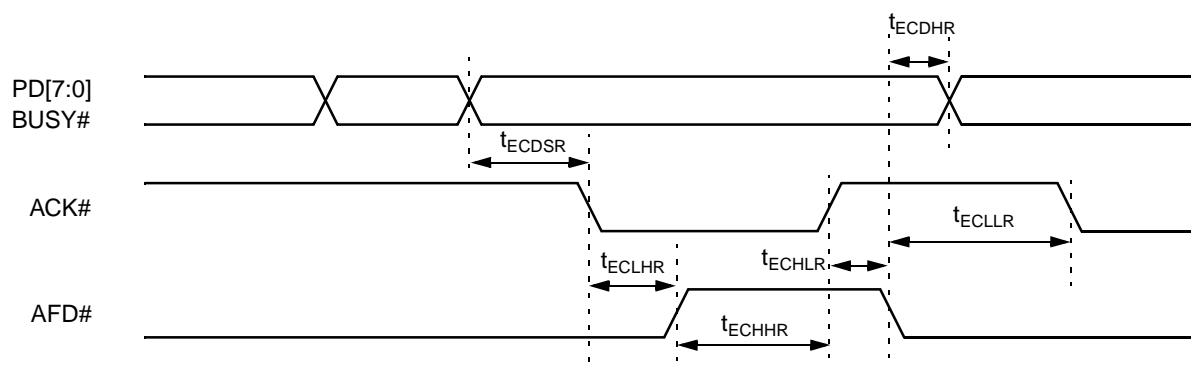 tECDHR
PD[7:0]
BUSY#
tECDSR
ACK#
tECLLR
tECLHR
tECHLR
AFD#
tECHHR